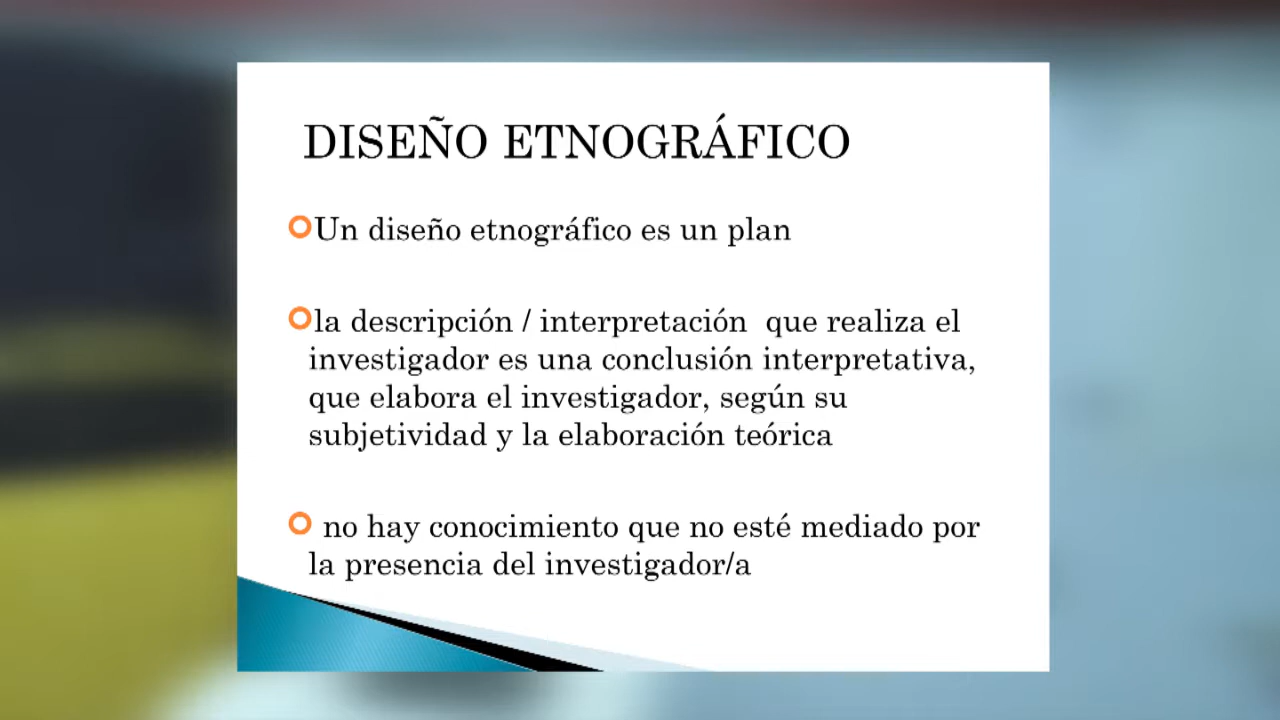 DISEÑO ETNOGRÁFICO
Un diseño etnográfico es un plan
la descripción / interpretación que realiza el
investigador es una conclusión interpretativa,
que elabora el investigador, según su
subjetividad y la elaboración teórica
no hay conocimiento que no esté mediado por
la presencia del investigador/a